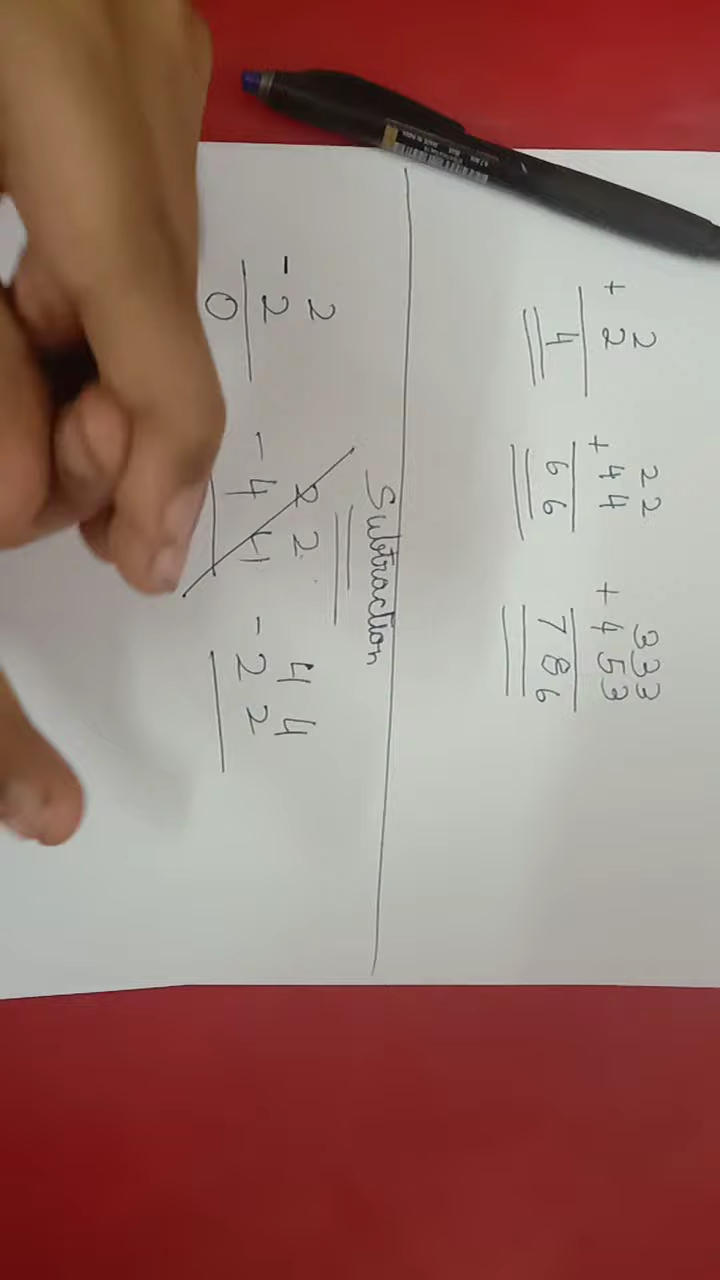 2 22 333
+ 2 + 44 + 453
4 66 786
Subtraction
2 22 44
- 2 - 44 - 22
0